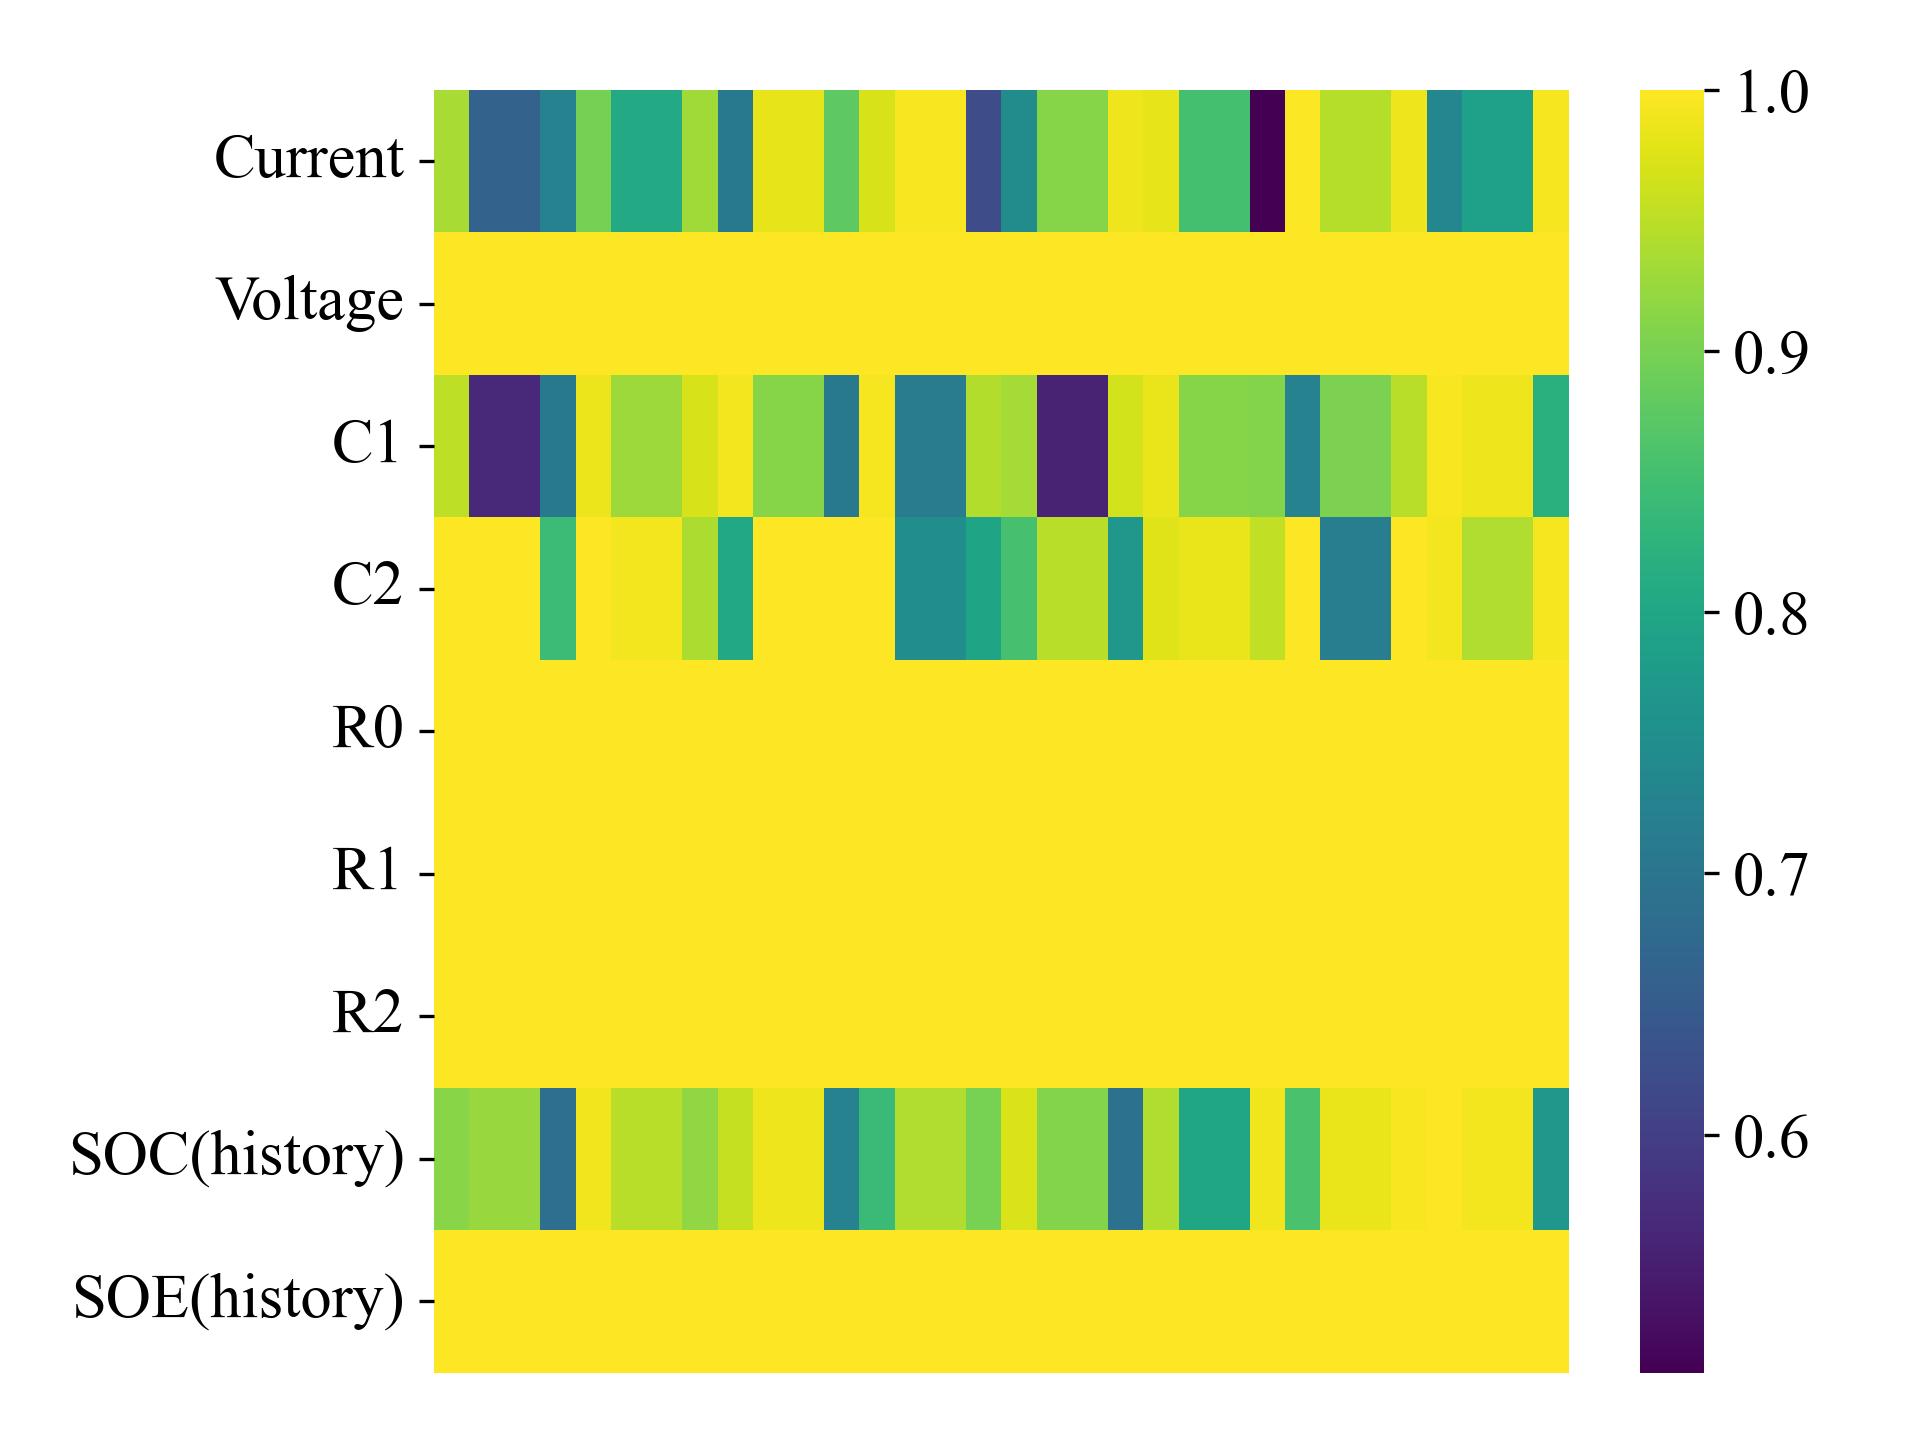 Current
Voltage
C1
C2
R0
R1
R2
SOC(history)
SOE(history)
1.0
0.9
0.8
0.7
0.6